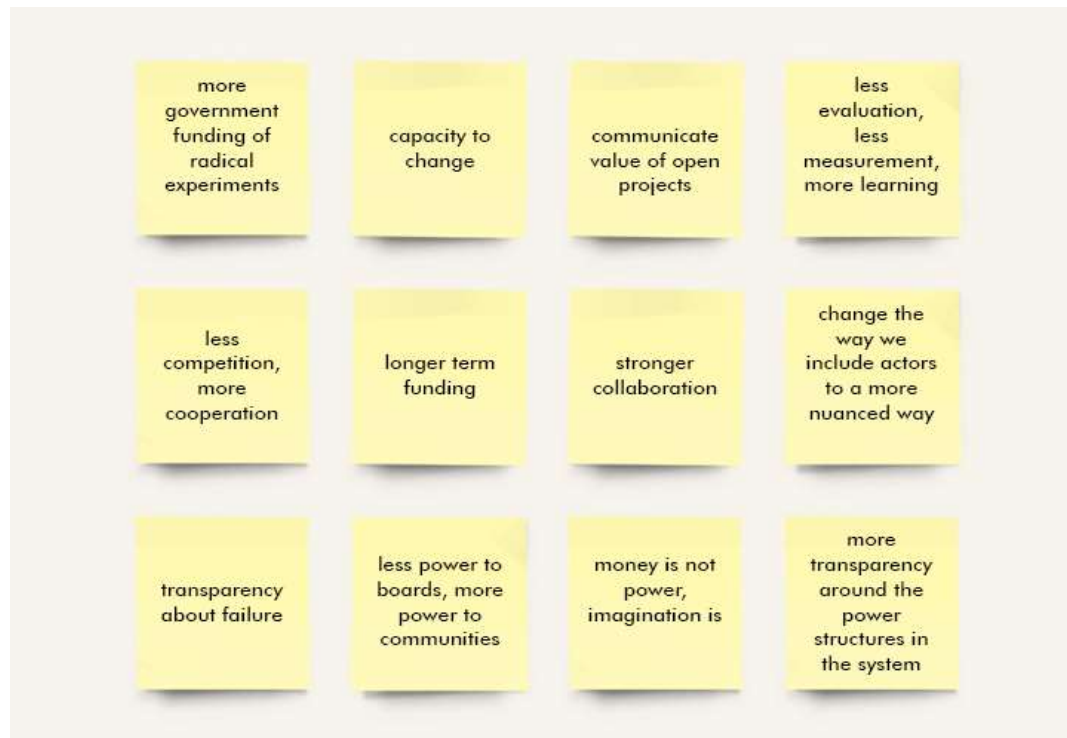 more
government
funding of
radical
experiments
capacity to
change
communicate
value of open
projects
less
evaluation,
less
measurement,
more learning
less
competition,
more
cooperation
longer term
funding
stronger
collaboration
change the
way we
include actors
to a more
nuanced way
transparency
about failure
less power to
boards, more
power to
communities
money is not
power,
imagination is
more
transparency
around the
power
structures in
the system